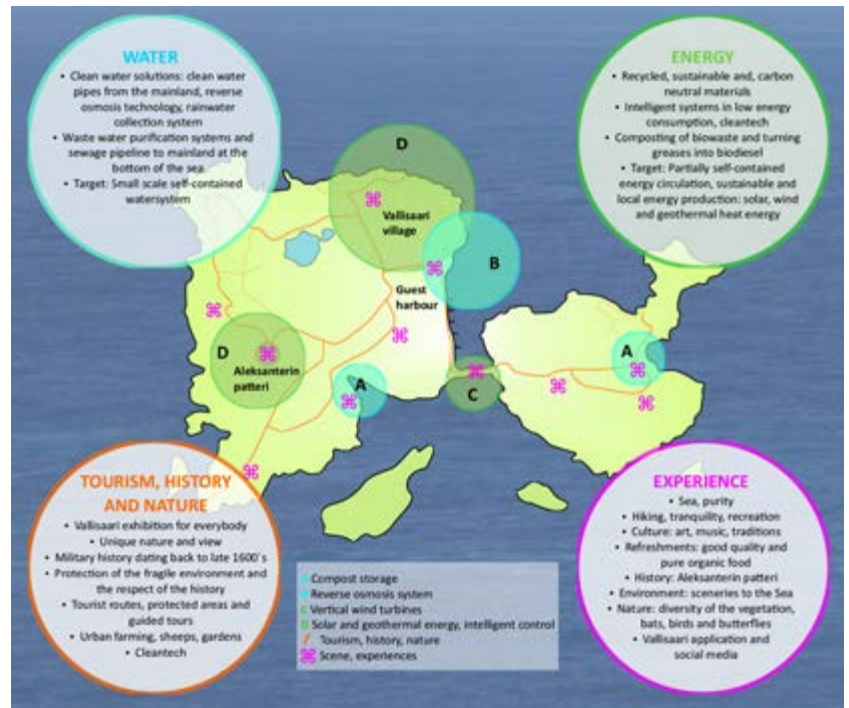 WATER
• Clean water solutions: clean water
pipes from the mainland, reverse
osmosis technology, rainwater
collection system
• Waste water purification systems and
sewage pipeline to mainland at the
bottom of the sea
• Target: Small scale self-contained
watersystem
ENERGY
• Recycled, sustainable and, carbon
neutral materials
• Intelligent systems in low energy
consumption, cleantech
• Composting of biowaste and turning
greases into biodiesel
• Target: Partially self-contained
energy circulation, sustainable and
local energy production: solar, wind
and geothermal heat energy
D
Vallisaari
village
B
Guest
harbour
D
Aleksanterin
patteri
A
C
A
TOURISM, HISTORY
AND NATURE
• Vallisaari exhibition for everybody
• Unique nature and view
• Military history dating back to late 1600´s
• Protection of the fragile environment and
the respect of the history
• Tourist routes, protected areas and
guided tours
• Urban farming, sheeps, gardens
• Cleantech
EXPERIENCE
• Sea, purity
• Hiking, tranquility, recreation
• Culture: art, music, traditions
• Refreshments: good quality and
pure organic food
• History: Aleksanterin patteri
• Environment: sceneries to the Sea
• Nature: diversity of the vegetation,
bats, birds and butterflies
• Vallisaari application and
social media
Compost storage
Reverse osmosis system
C Vertical wind turbines
D Solar and geothermal energy, intelligent control
Tourism, history, nature
⌘ Scene, experiences